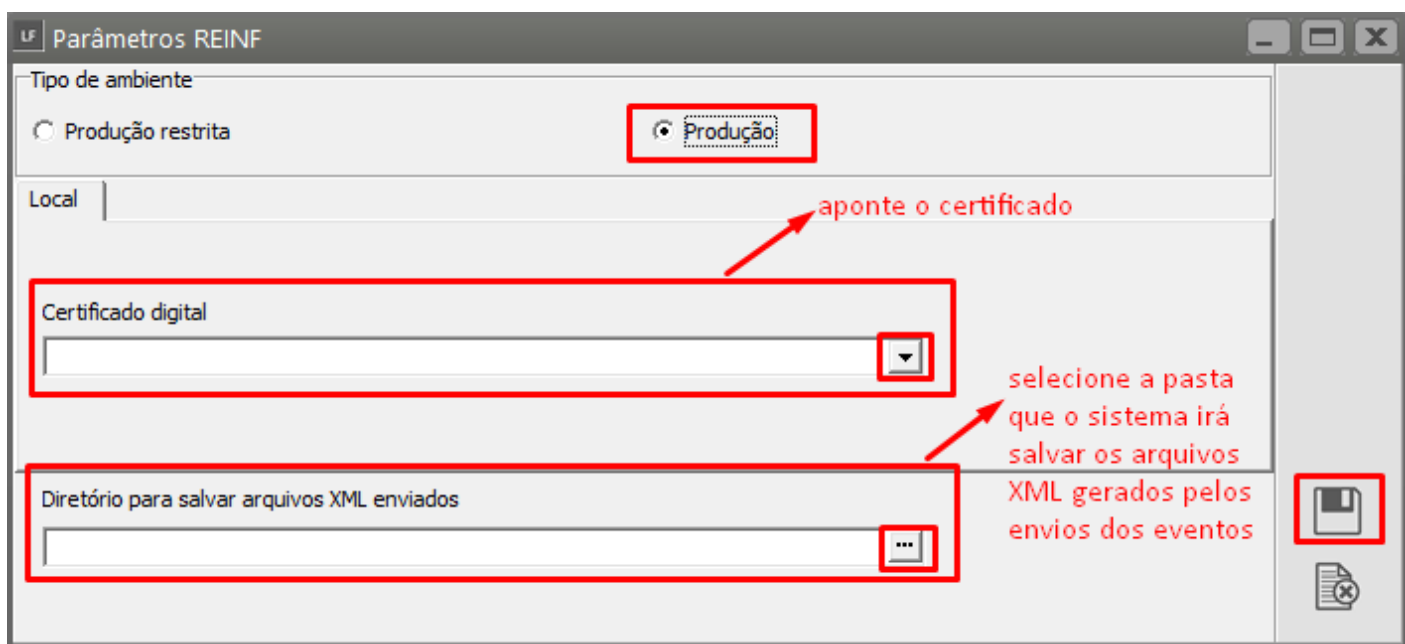 LF Parâmetros REINF
Tipo de ambiente
Produção restrita
Produção
Local
aponte o certificado
Certificado digital
selecione a pasta
que o sistema irá
salvar os arquivos
XML gerados pelos
envios dos eventos
Diretório para salvar arquivos XML enviados
...